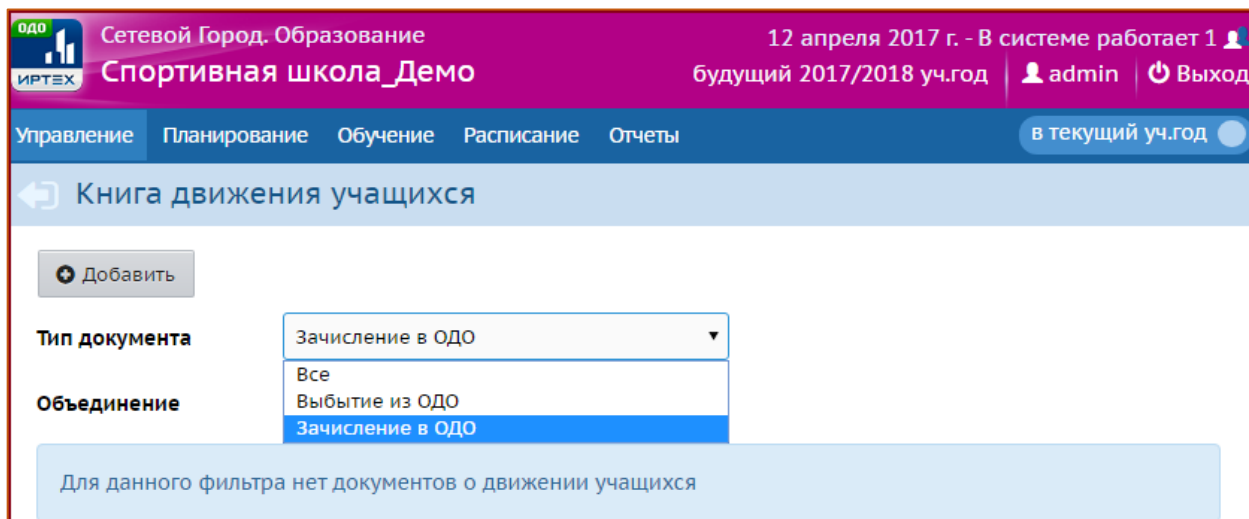 ОДО
ИРТЕХ
Сетевой Город. Образование
12 апреля 2017 г. - В системе работает 1
Спортивная школа_Демо
будущий 2017/2018 уч.год
admin
Выход
Управление Планирование Обучение Расписание Отчеты
в текущий уч.год
Книга движения учащихся
Добавить
Тип документа
Зачисление в ОДО
Все
Объединение
Выбытие из ОДО
Зачисление в ОДО
Для данного фильтра нет документов о движении учащихся